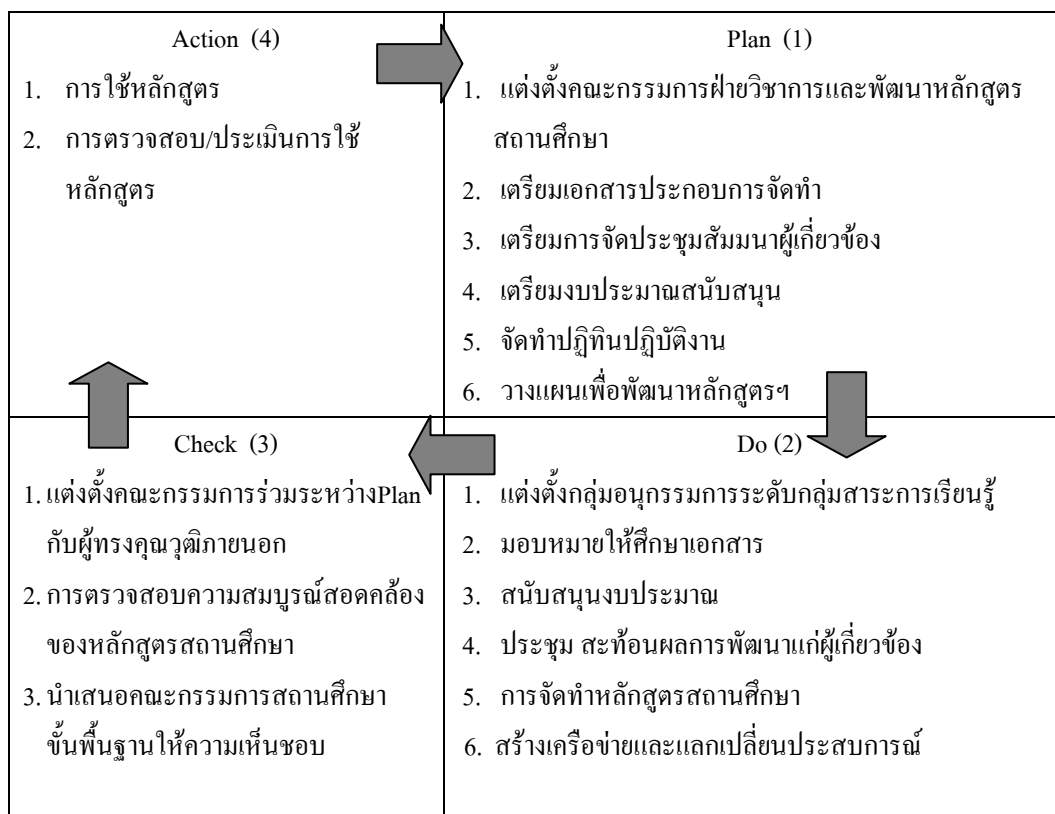 Action (4)
1. การใช้หลักสูตร
2. การตรวจสอบ/ประเมินการใช้
หลักสูตร
Plan (1)
1. แต่งตั้งคณะกรรมการฝ่ายวิชาการและพัฒนาหลักสูตร
สถานศึกษา
2. เตรียมเอกสารประกอบการจัดทำ
3. เตรียมการจัดประชุมสัมมนาผู้เกี่ยวข้อง
4. เตรียมงบประมาณสนับสนุน
5. จัดทำปฏิทินปฏิบัติงาน
6. วางแผนเพื่อพัฒนาหลักสูตรฯ
Check (3)
1. แต่งตั้งคณะกรรมการร่วมระหว่างPlan
กับผู้ทรงคุณวุฒิภายนอก
2. การตรวจสอบความสมบูรณ์สอดคล้อง
ของหลักสูตรสถานศึกษา
3. นำเสนอคณะกรรมการสถานศึกษา
ขั้นพื้นฐานให้ความเห็นชอบ
Do (2)
1. แต่งตั้งกลุ่มอนุกรรมการระดับกลุ่มสาระการเรียนรู้
2. มอบหมายให้ศึกษาเอกสาร
3. สนับสนุนงบประมาณ
4. ประชุม สะท้อนผลการพัฒนาแก่ผู้เกี่ยวข้อง
5. การจัดทำหลักสูตรสถานศึกษา
6. สร้างเครือข่ายและแลกเปลี่ยนประสบการณ์